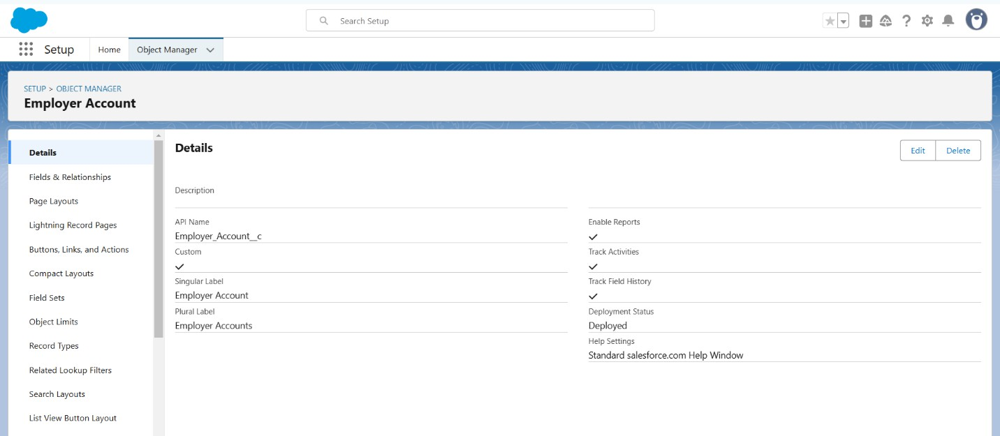 Search Setup
Setup
Home
Object Manager
SETUP > OBJECT MANAGER
Employer Account
Details
Fields & Relationships
Page Layouts
Lightning Record Pages
Buttons, Links, and Actions
Compact Layouts
Field Sets
Object Limits
Record Types
Related Lookup Filters
Search Layouts
List View Button Layout
Details
Edit
Delete
Description
API Name
Employer_Account__c
Custom
Singular Label
Employer Account
Plural Label
Employer Accounts
Enable Reports
Track Activities
Track Field History
Deployment Status
Deployed
Help Settings
Standard salesforce.com Help Window